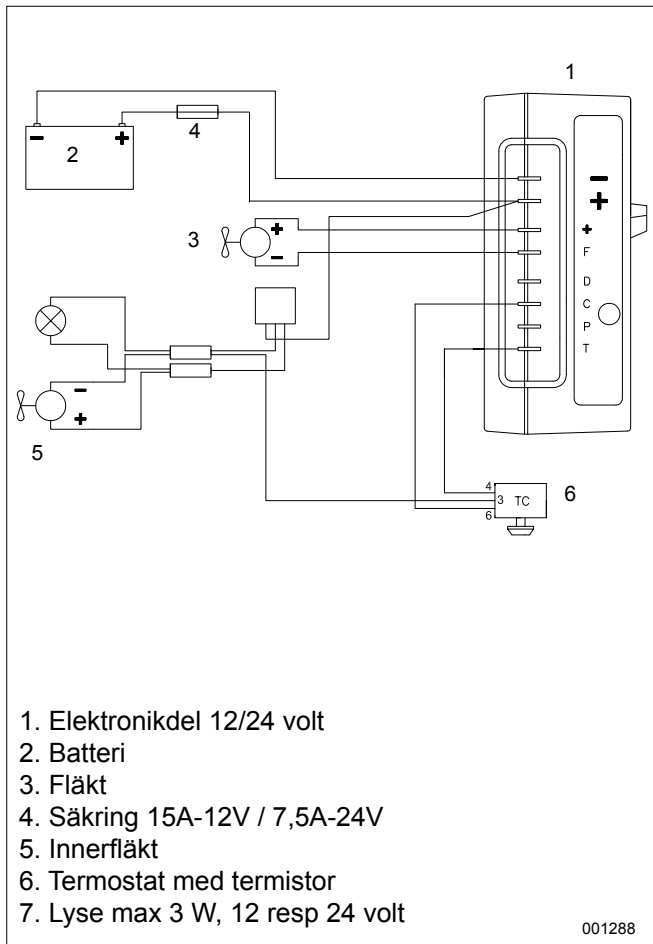 1
4
2
3
F
D
C
P
T
5
4
3 TC
6
6
1. Elektronikdel 12/24 volt
2. Batteri
3. Fläkt
4. Säkring 15A-12V / 7,5A-24V
5. Innerfläkt
6. Termostat med termistor
7. Lyse max 3 W, 12 resp 24 volt
001288